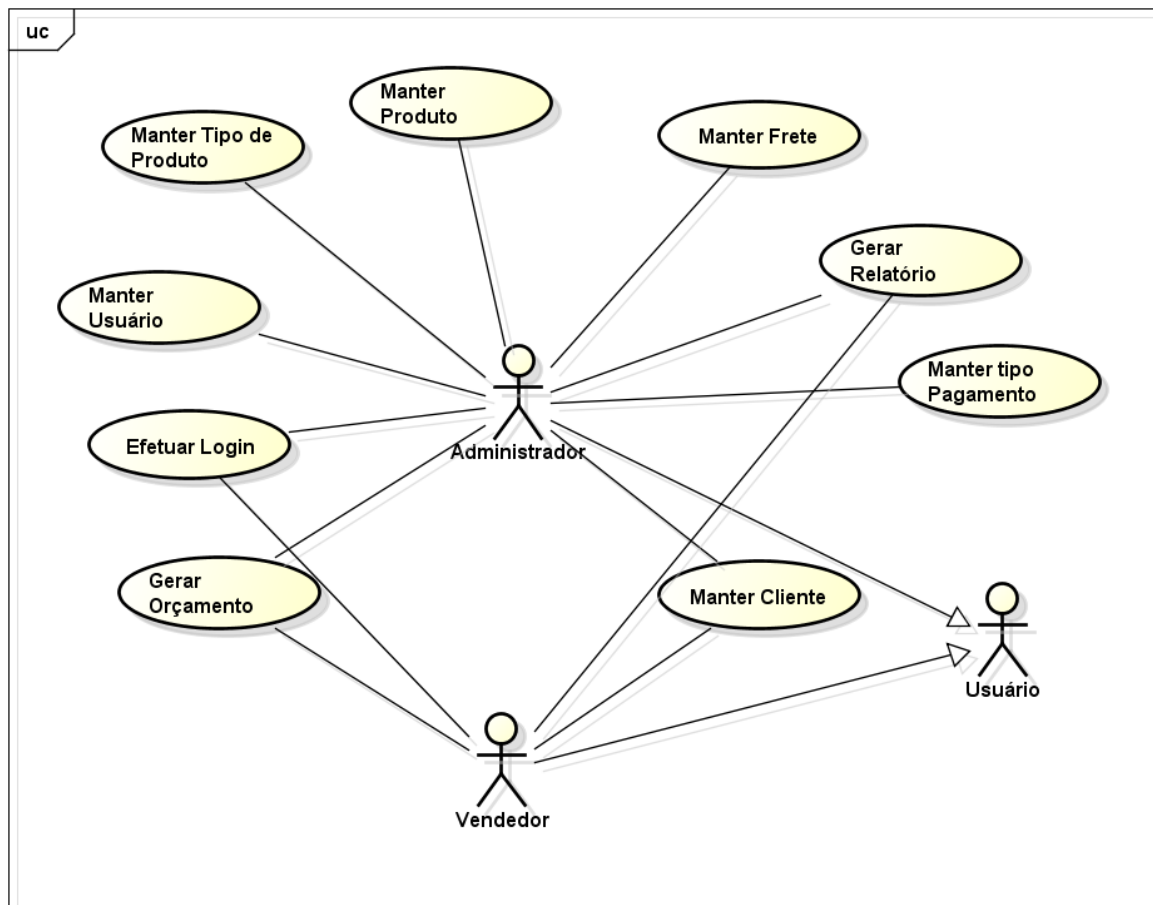 uc
Manter
Produto
Manter Tipo de
Produto
Manter Frete
Gerar
Relatório
Manter
Usuário
Manter tipo
Pagamento
Efetuar Login
Administrador
Gerar
Orçamento
Manter Cliente
Usuário
Vendedor